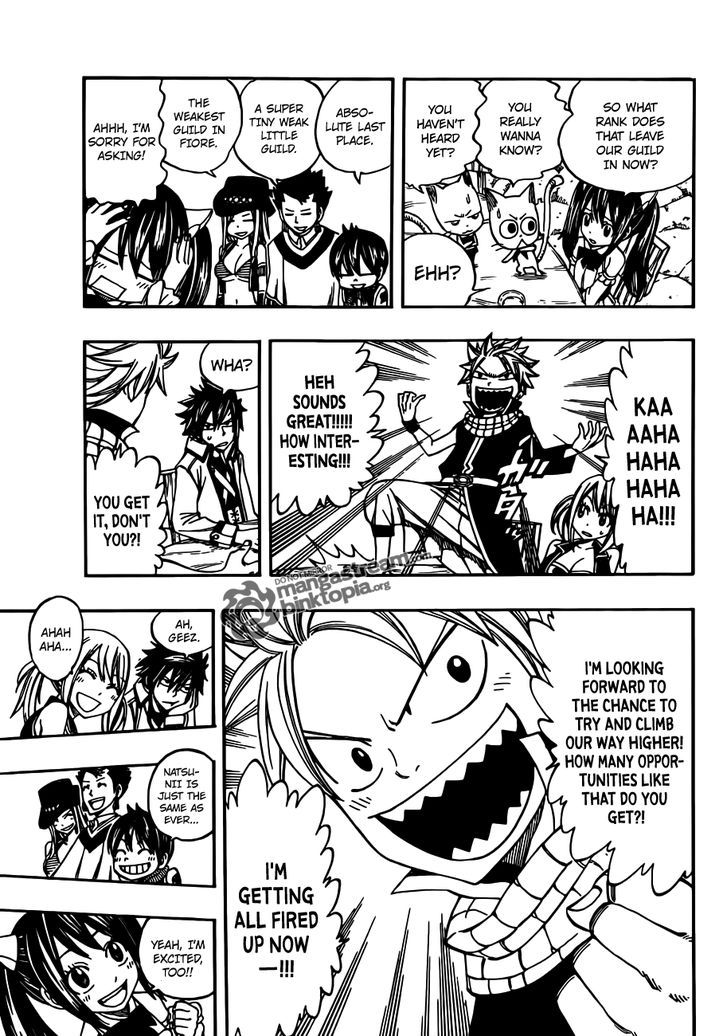 SO WHAT
RANK DOES
THAT LEAVE
OUR GUILD
IN NOW?
YOU
REALLY
WANNA
KNOW?
YOU
HAVEN'T
HEARD
YET?
EHH?
ABSO-
LUTE LAST
PLACE.
A SUPER
TINY WEAK
LITTLE
GUILD.
THE
WEAKEST
GUILD IN
FIORE.
AHHH, I'M
SORRY FOR
ASKING!
KAA
AAHA
HAHA
HAHA
HA!!!
HEH
SOUNDS
GREAT!!!!!
HOW INTER-
ESTING!!!
WHA?
YOU GET
IT, DON'T
YOU?!
DO NOT MIRROR
mangastream.com
binktopia.org
I'M LOOKING
FORWARD TO
THE CHANCE TO
TRY AND CLIMB
OUR WAY HIGHER!
HOW MANY OPPOR-
TUNITIES LIKE
THAT DO YOU
GET?!
I'M
GETTING
ALL FIRED
UP NOW
—!!!
AH,
GEEZ.
AHAH
AHA...
NATSU-
NII IS
JUST THE
SAME AS
EVER...
YEAH, I'M
EXCITED,
TOO!!